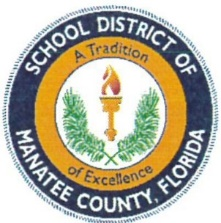 SCHOOL DISTRICT OF
MANATEE COUNTY, FLORIDA
A Tradition
of Excellence